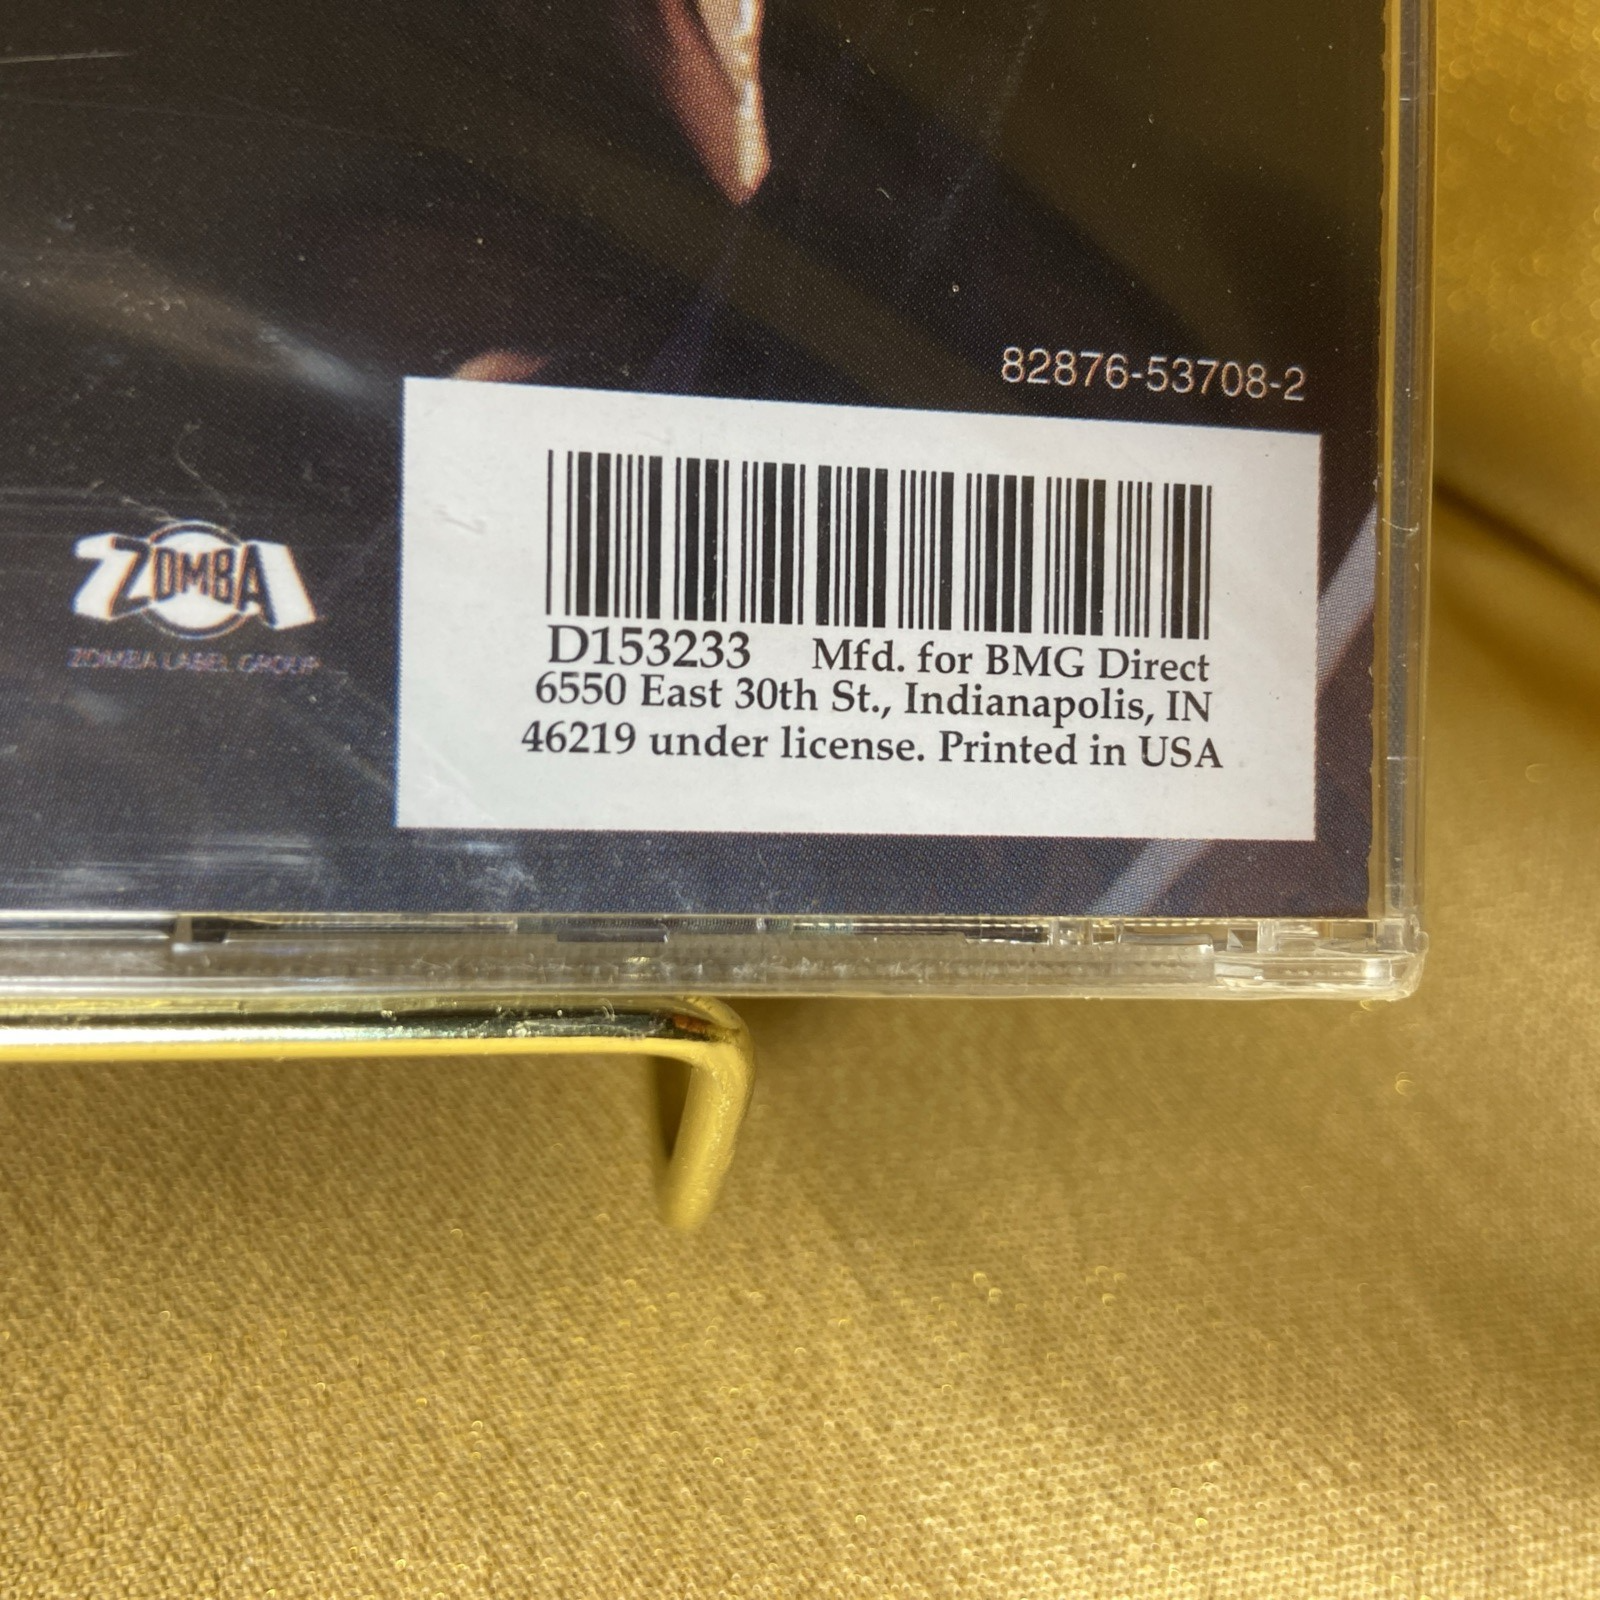 82876-53708-2
ZOMBA
ZOMBA LABEL GROUP
D153233 Mfd. for BMG Direct
6550 East 30th St., Indianapolis, IN
46219 under license. Printed in USA